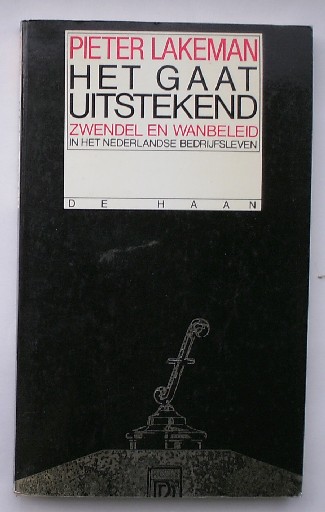 PIETER LAKEMAN
HET GAAT
UITSTEKEND
ZWENDEL EN WANBELEID
IN HET NEDERLANDSE BEDRIJFSLEVEN
DE HAAN